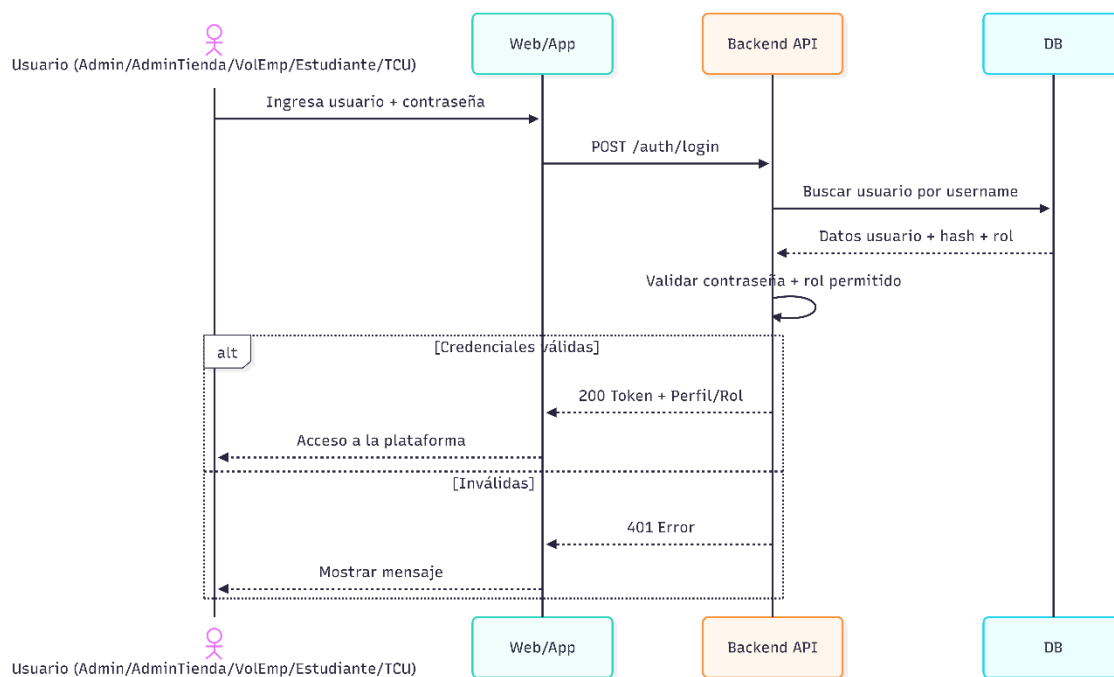 Usuario (Admin/AdminTienda/VolEmp/Estudiante/TCU)
Web/App
Backend API
DB
Ingresa usuario + contraseña
POST /auth/login
Buscar usuario por username
Datos usuario + hash + rol
Validar contraseña + rol permitido
alt
[Credenciales válidas]
200 Token + Perfil/Rol
Acceso a la plataforma
[Inválidas]
401 Error
Mostrar mensaje
Usuario (Admin/AdminTienda/VolEmp/Estudiante/TCU)
Web/App
Backend API
DB